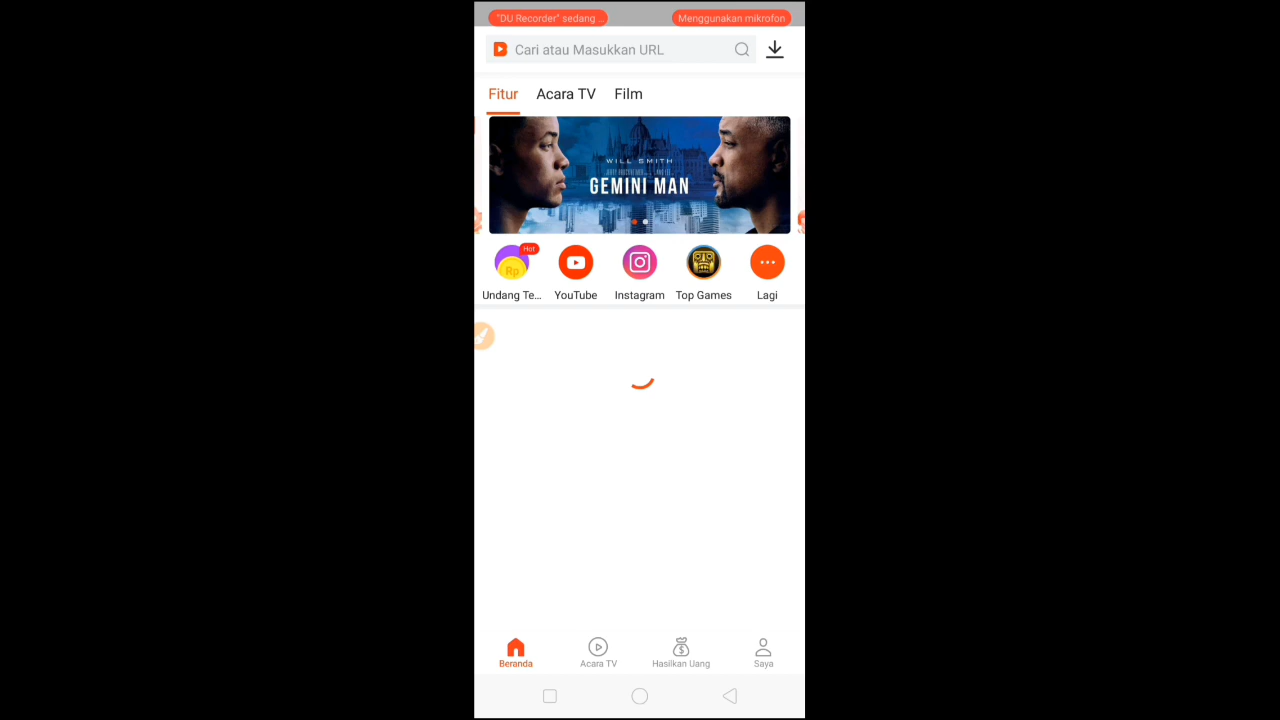 "DU Recorder" sedang ...
Menggunakan mikrofon
Cari atau Masukkan URL
Fitur
Acara TV
Film
WILL SMITH
GEMINI MAN
Hot
Rp
Undang Te...
YouTube
Instagram
Top Games
Lagi
Beranda
Acara TV
Hasilkan Uang
Saya